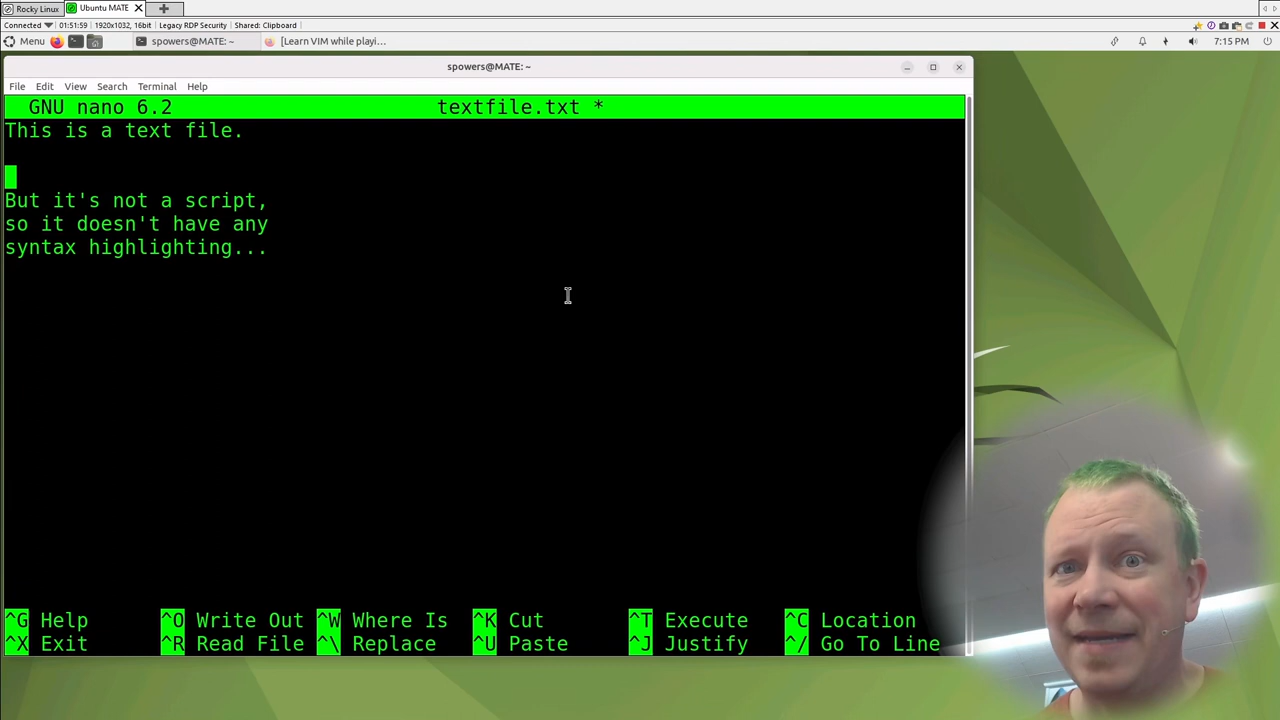 Rocky Linux
Ubuntu MATE
Connected 01:51:59 | 1920x1032, 16bit | Legacy RDP Security | Shared: Clipboard
Menu spowers@MATE: ~ [Learn VIM while playi... 7:15 PM
spowers@MATE: ~
File Edit View Search Terminal Help
GNU nano 6.2 textfile.txt *
This is a text file.
But it's not a script,
so it doesn't have any
syntax highlighting...
^G Help ^O Write Out ^W Where Is ^K Cut ^T Execute ^C Location
^X Exit ^R Read File ^\ Replace ^U Paste ^J Justify ^/ Go To Line